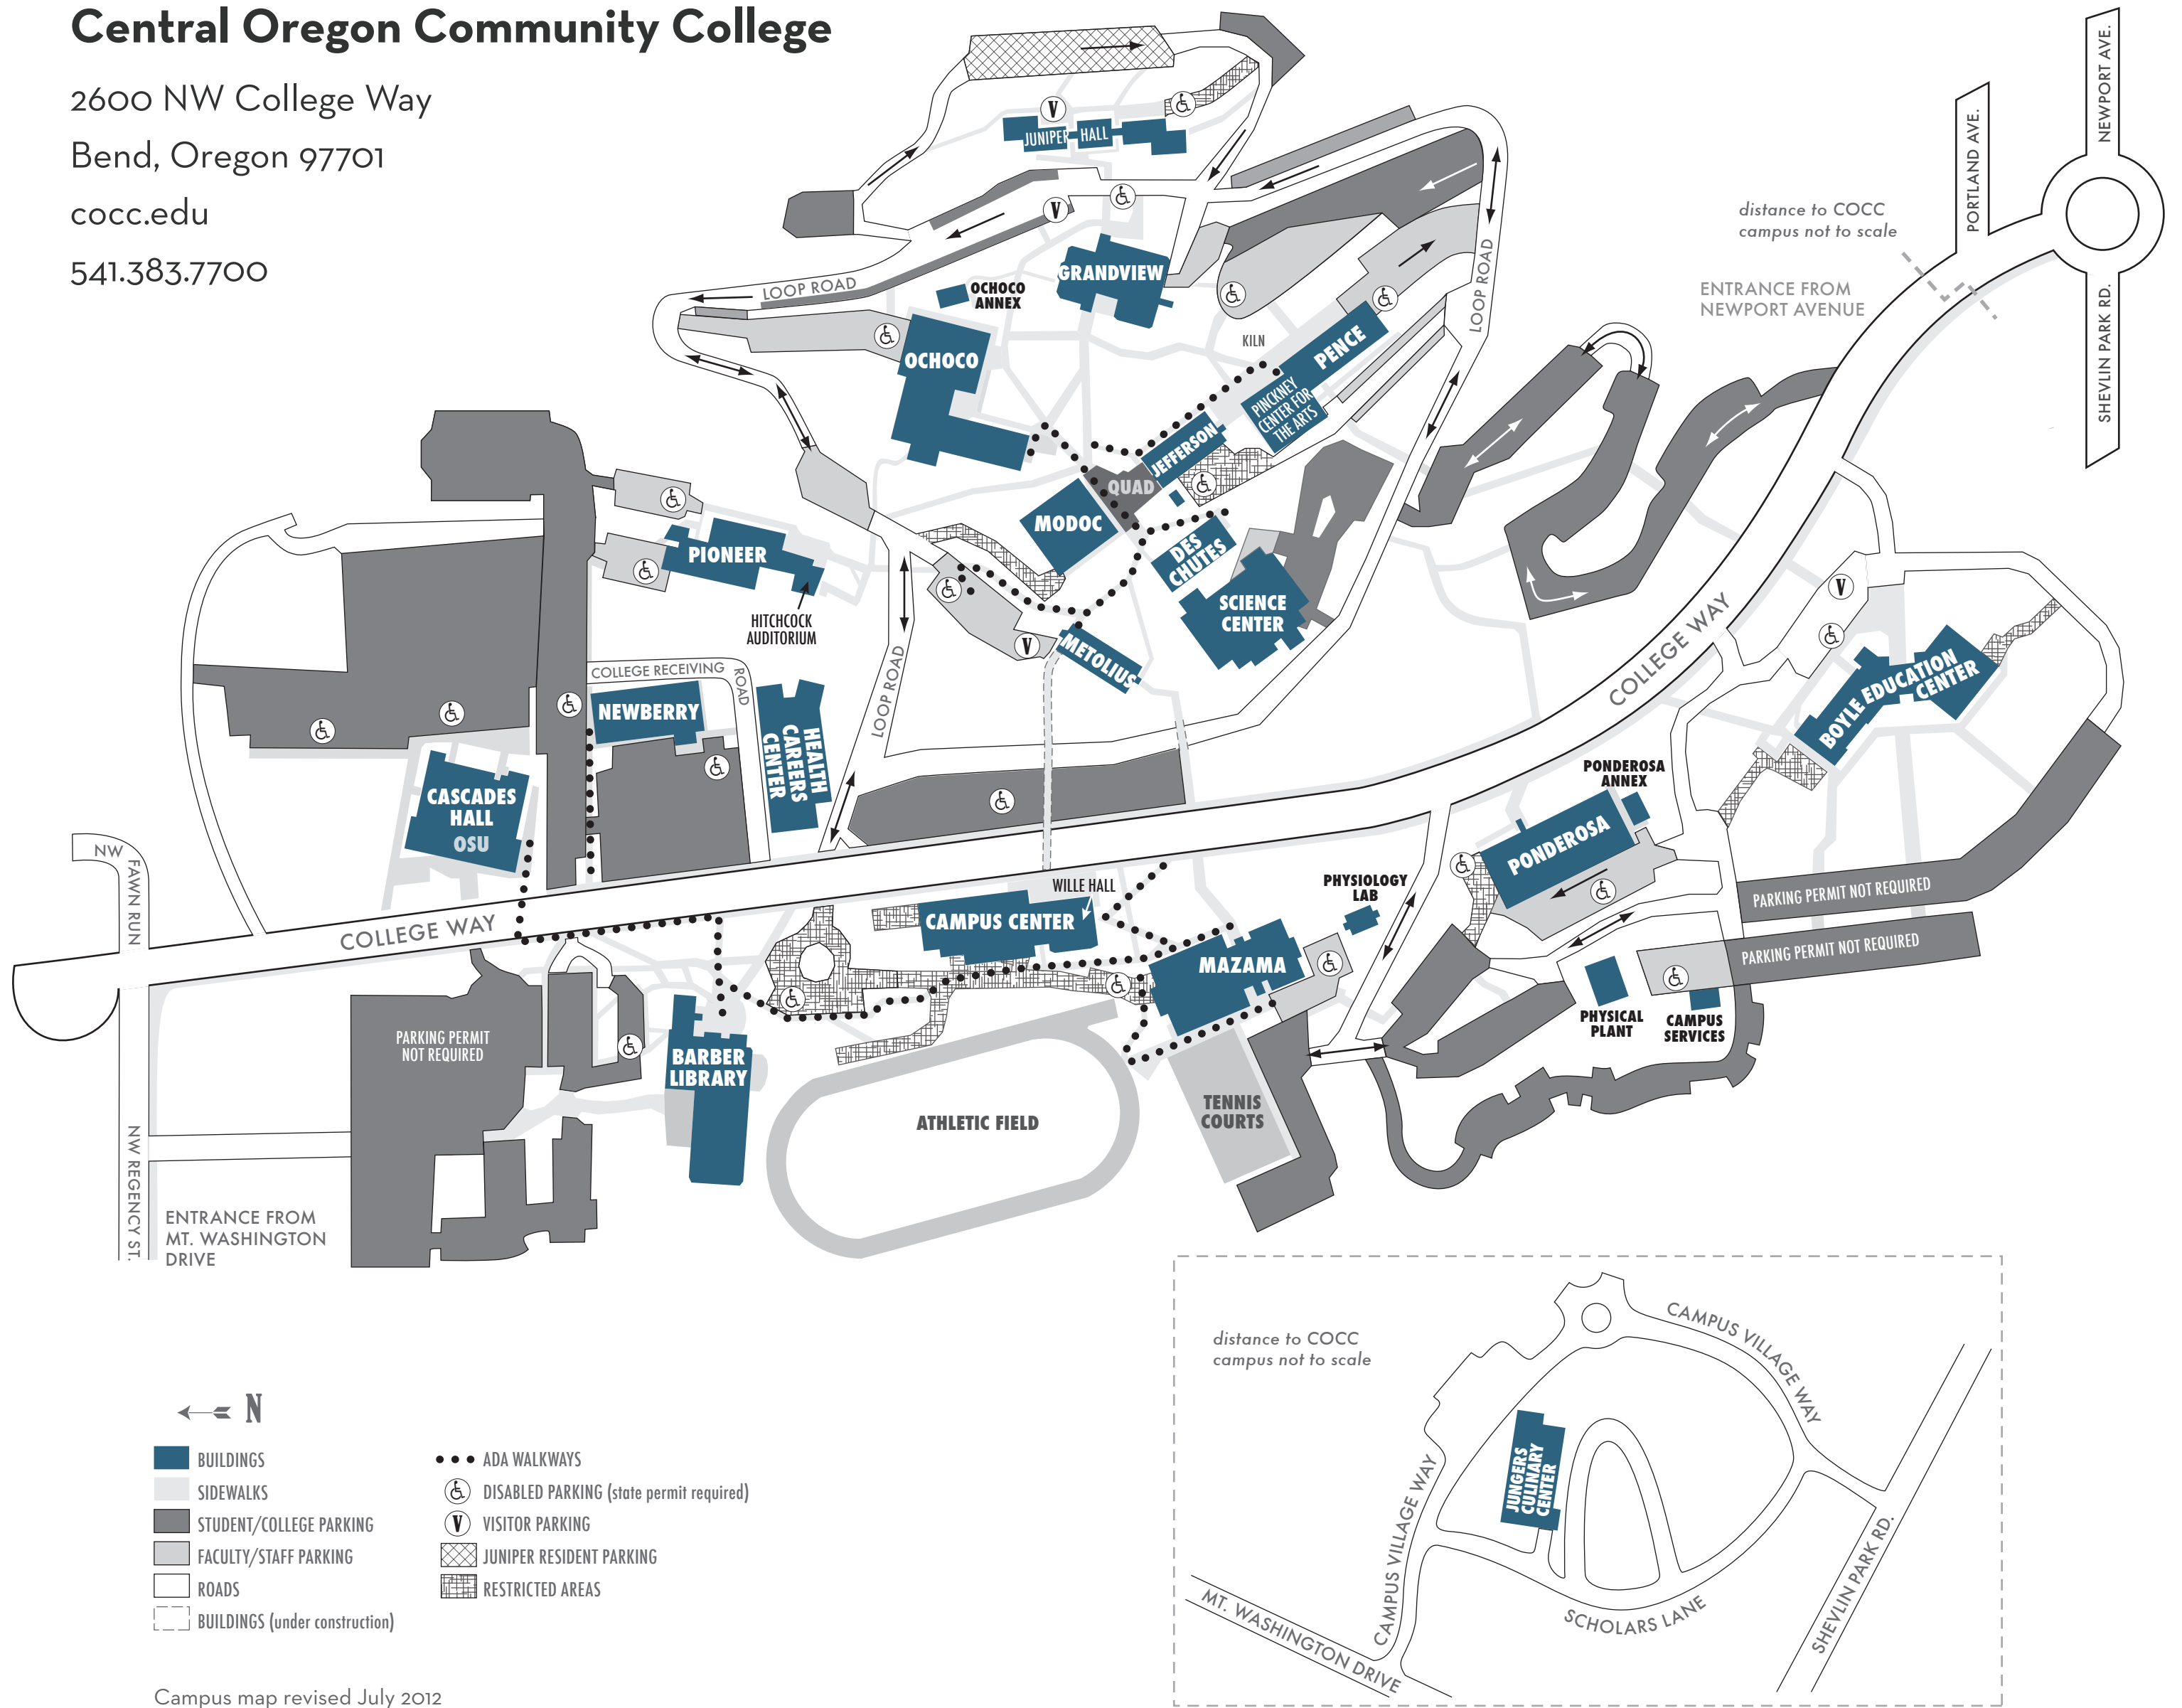 Central Oregon Community College
2600 NW College Way
Bend, Oregon 97701
cocc.edu
541.383.7700
NEWPORT AVE.
PORTLAND AVE.
SHEVLIN PARK RD.
distance to COCC
campus not to scale
ENTRANCE FROM
NEWPORT AVENUE
V
JUNIPER HALL
V
GRANDVIEW
LOOP ROAD
OCHOCO
ANNEX
LOOP ROAD
KILN
PENCE
OCHOCO
PINCKNEY
CENTER FOR
THE ARTS
JEFFERSON
QUAD
MODOC
DES
CHUTES
PIONEER
SCIENCE
CENTER
HITCHCOCK
AUDITORIUM
V
METOLIUS
V
COLLEGE WAY
BOYLE EDUCATION
CENTER
COLLEGE RECEIVING
ROAD
LOOP ROAD
NEWBERRY
HEALTH
CAREERS
CENTER
CASCADES
HALL
OSU
PONDEROSA
ANNEX
PONDEROSA
NW
FAWN RUN
WILLE HALL
PHYSIOLOGY
LAB
PARKING PERMIT NOT REQUIRED
COLLEGE WAY
CAMPUS CENTER
PARKING PERMIT NOT REQUIRED
MAZAMA
PHYSICAL
PLANT
CAMPUS
SERVICES
PARKING PERMIT
NOT REQUIRED
BARBER
LIBRARY
ATHLETIC FIELD
TENNIS
COURTS
NW REGENCY ST.
ENTRANCE FROM
MT. WASHINGTON
DRIVE
distance to COCC
campus not to scale
CAMPUS VILLAGE WAY
JUNGERS
CULINARY
CENTER
CAMPUS VILLAGE WAY
SCHOLARS LANE
SHEVLIN PARK RD.
MT. WASHINGTON DRIVE
N
BUILDINGS
SIDEWALKS
STUDENT/COLLEGE PARKING
FACULTY/STAFF PARKING
ROADS
BUILDINGS (under construction)
ADA WALKWAYS
DISABLED PARKING (state permit required)
V VISITOR PARKING
JUNIPER RESIDENT PARKING
RESTRICTED AREAS
Campus map revised July 2012